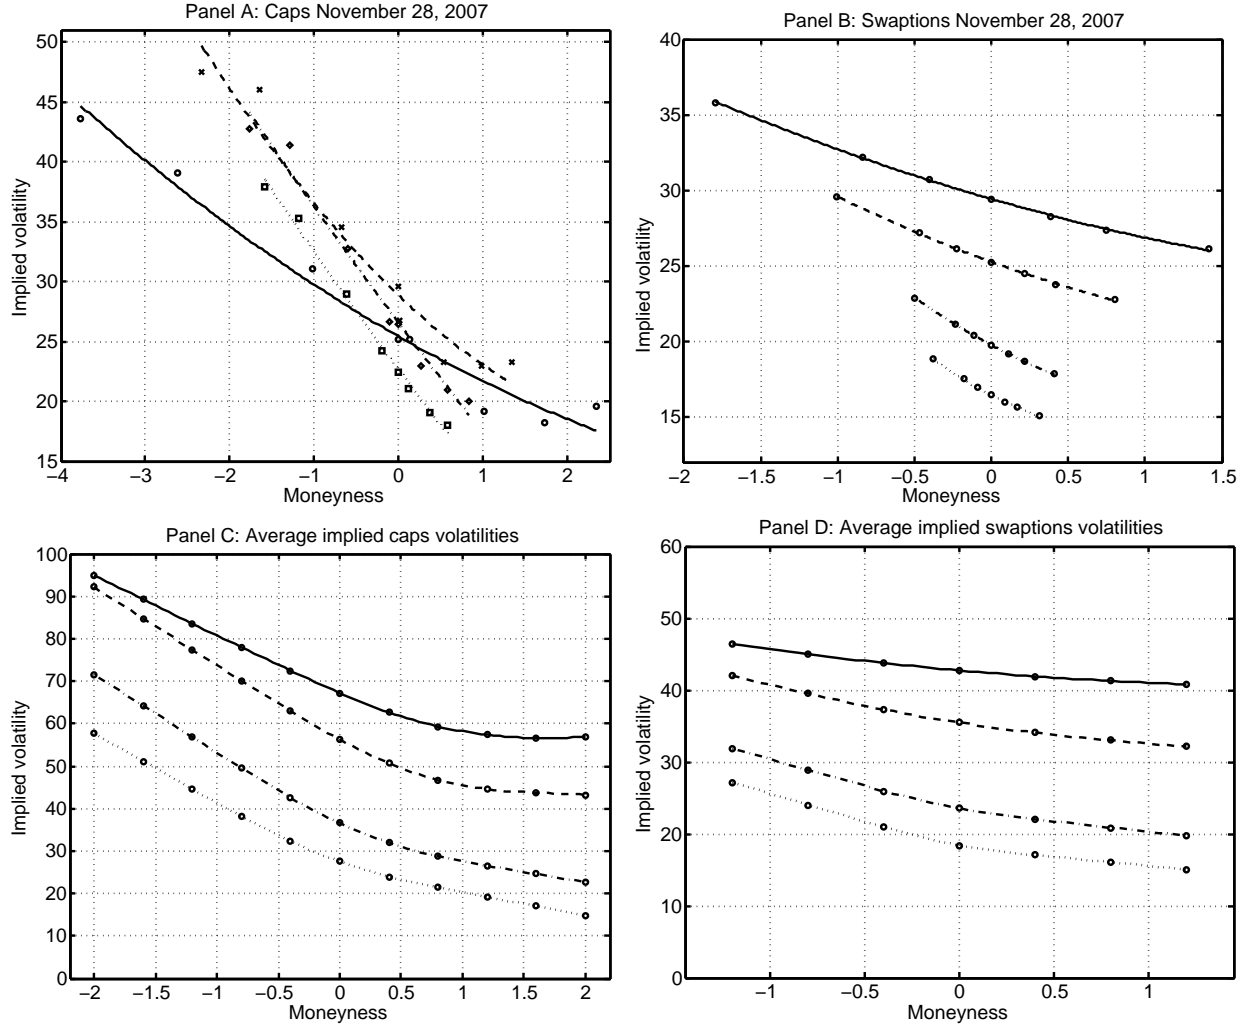 Panel A: Caps November 28, 2007
50
45
40
35
30
25
20
15
Implied volatility
−4 −3 −2 −1 0 1 2
Moneyness
Panel B: Swaptions November 28, 2007
40
35
30
25
20
15
Implied volatility
−2 −1.5 −1 −0.5 0 0.5 1 1.5
Moneyness
Panel C: Average implied caps volatilities
100
90
80
70
60
50
40
30
20
10
0
Implied volatility
−2 −1.5 −1 −0.5 0 0.5 1 1.5 2
Moneyness
Panel D: Average implied swaptions volatilities
60
50
40
30
20
10
0
Implied volatility
−1 −0.5 0 0.5 1
Moneyness